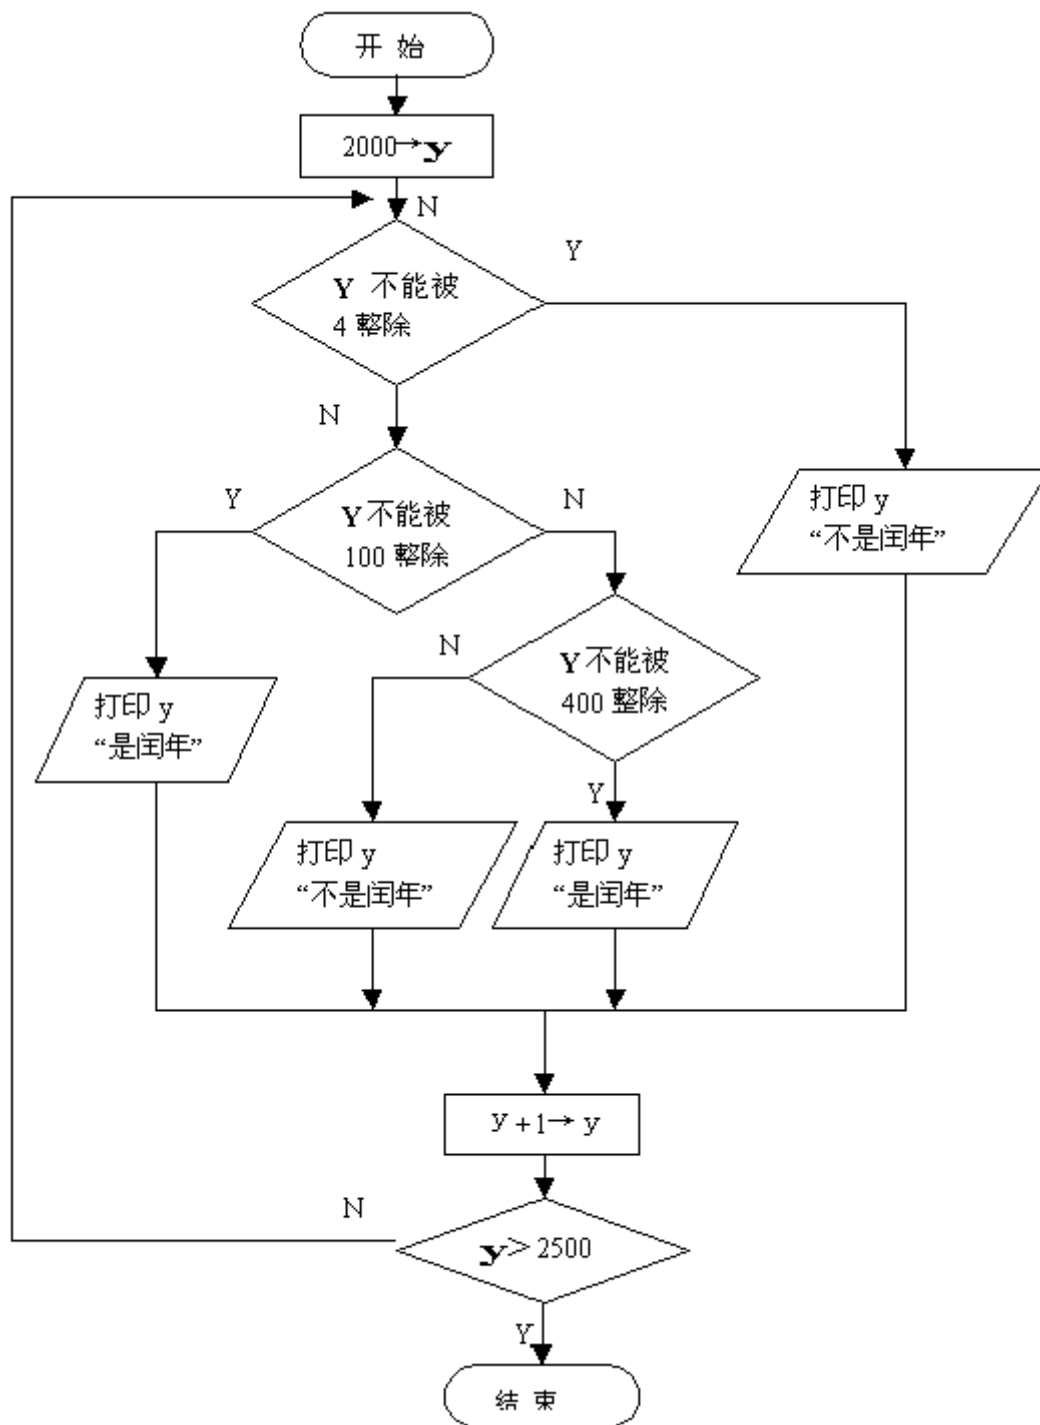 开 始
2000→y
N
Y
Y 不能被
4 整除
N
Y
Y 不能被
100 整除
N
打印 y
“不是闰年”
N
Y 不能被
400 整除
打印 y
“是闰年”
Y
打印 y
“不是闰年”
打印 y
“是闰年”
y +1→ y
N
y> 2500
Y
结 束